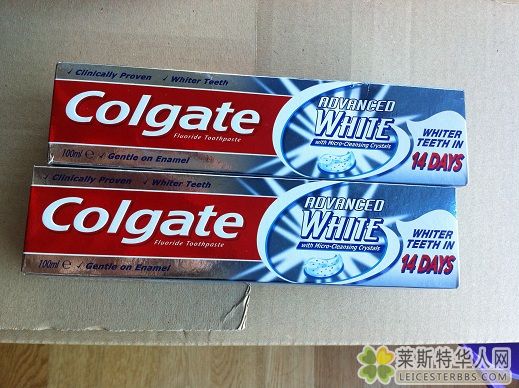 ✓ Clinically Proven ✓ Whiter Teeth
Colgate
Fluoride Toothpaste
100ml e ✓ Gentle on Enamel
ADVANCED
WHITE
with Micro-Cleansing Crystals
WHITER
TEETH IN
14 DAYS
✓ Clinically Proven ✓ Whiter Teeth
Colgate
Fluoride Toothpaste
100ml e ✓ Gentle on Enamel
ADVANCED
WHITE
with Micro-Cleansing Crystals
WHITER
TEETH IN
14 DAYS
莱斯特华人网
LEICESTERBBS.COM